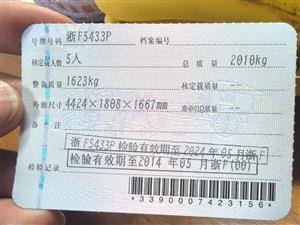 号牌号码 浙F5433P 档案编号
核定载人数 5人 总质量 2010kg
整备质量 1623kg 核定载质量 --
外廓尺寸 4424×1808×1667mm 准牵引总质量 --
备注
浙F5433P 检验有效期至2024年05月浙F
检验记录 检验有效期至2014年05月浙F(00)
*3390007423156*